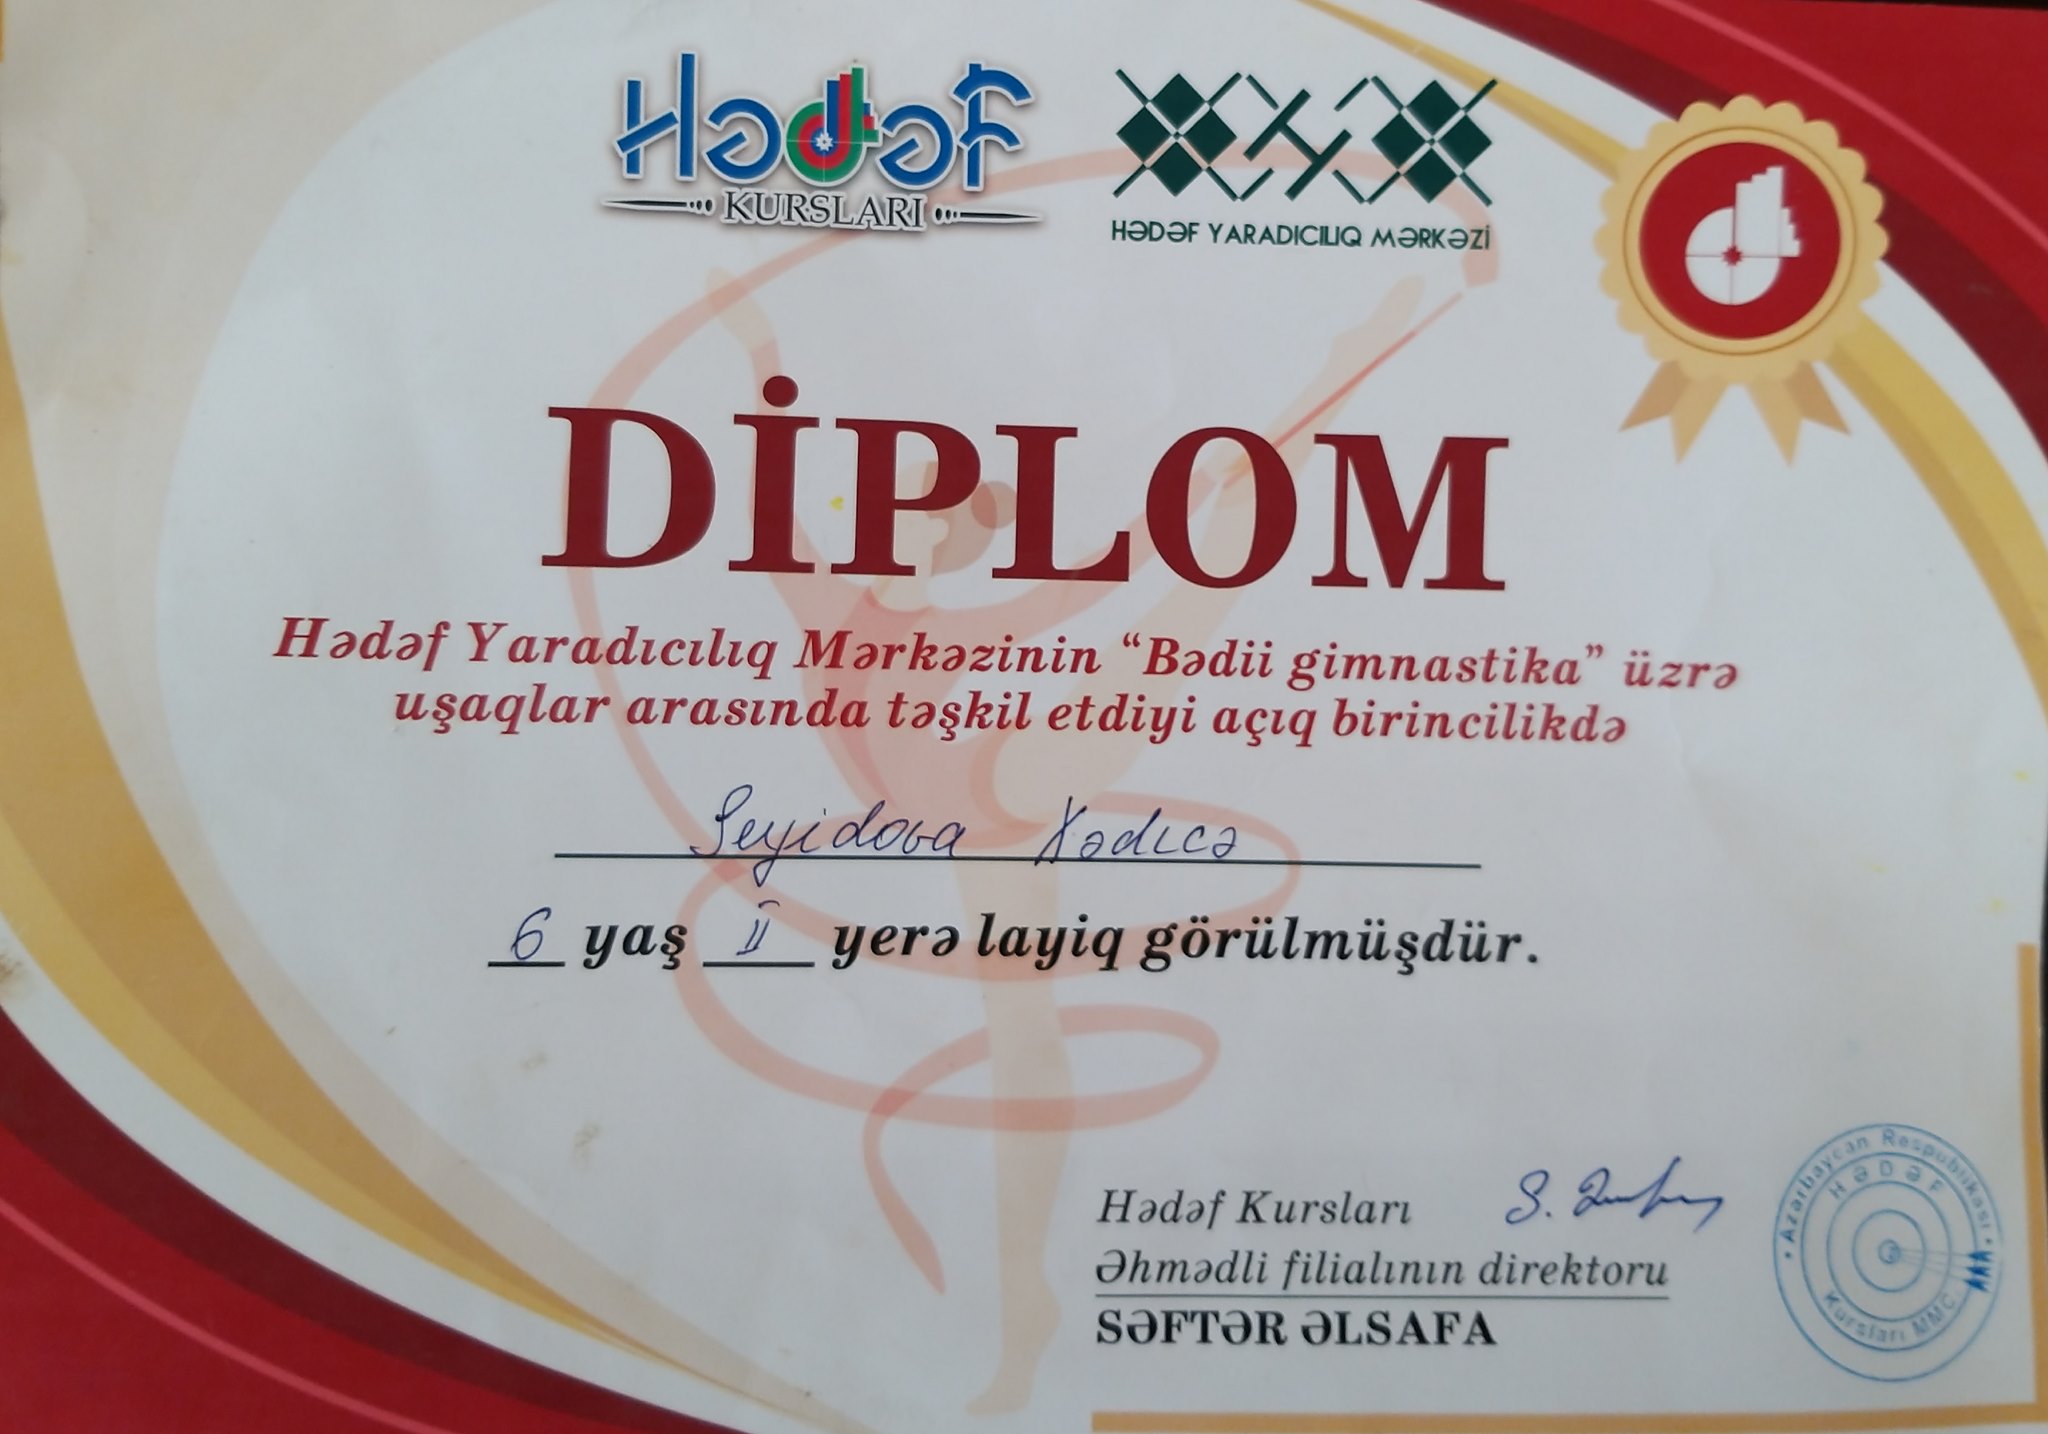 Hədəf
KURSLARI
HƏDƏF YARADICILIQ MƏRKƏZİ
DİPLOM
Hədəf Yaradıcılıq Mərkəzinin “Bədii gimnastika” üzrə
uşaqlar arasında təşkil etdiyi açıq birincilikdə
Seyidova Xədicə
6 yaş II yerə layiq görülmüşdür.
Hədəf Kursları
Əhmədli filialının direktoru
SƏFTƏR ƏLSAFA
Azərbaycan Respublikası
HƏDƏF
Kursları MMC